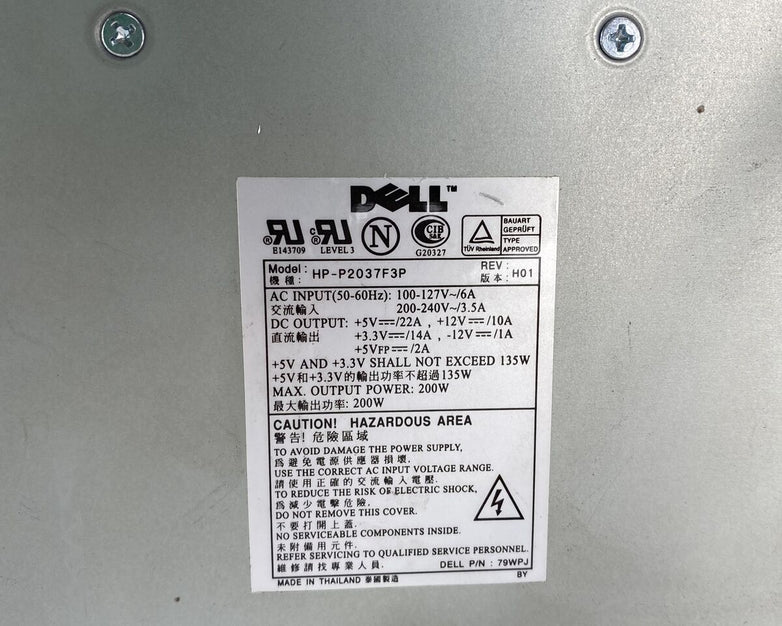 DELL™
RU ® E143709
c RU ® LEVEL 3
N
CIB S&E G20327
TÜV Rheinland
BAUART GEPRÜFT
TYPE APPROVED
Model : HP-P2037F3P REV : H01
機種 : 版本 :
AC INPUT(50-60Hz): 100-127V~/6A
交流輸入 200-240V~/3.5A
DC OUTPUT: +5V⎓/22A , +12V⎓/10A
直流輸出 +3.3V⎓/14A , -12V⎓/1A
+5VFP⎓/2A
+5V AND +3.3V SHALL NOT EXCEED 135W
+5V和+3.3V的輸出功率不超過135W
MAX. OUTPUT POWER: 200W
最大輸出功率: 200W
CAUTION! HAZARDOUS AREA
警告! 危險區域
TO AVOID DAMAGE THE POWER SUPPLY,
爲避免電源供應器損壞,
USE THE CORRECT AC INPUT VOLTAGE RANGE.
請使用正確的交流輸入電壓.
TO REDUCE THE RISK OF ELECTRIC SHOCK,
爲減少電擊危險,
DO NOT REMOVE THIS COVER.
不要打開上蓋.
NO SERVICEABLE COMPONENTS INSIDE.
未附備用元件.
REFER SERVICING TO QUALIFIED SERVICE PERSONNEL.
維修請找專業人員. DELL P/N : 79WPJ
MADE IN THAILAND 泰國製造 BY